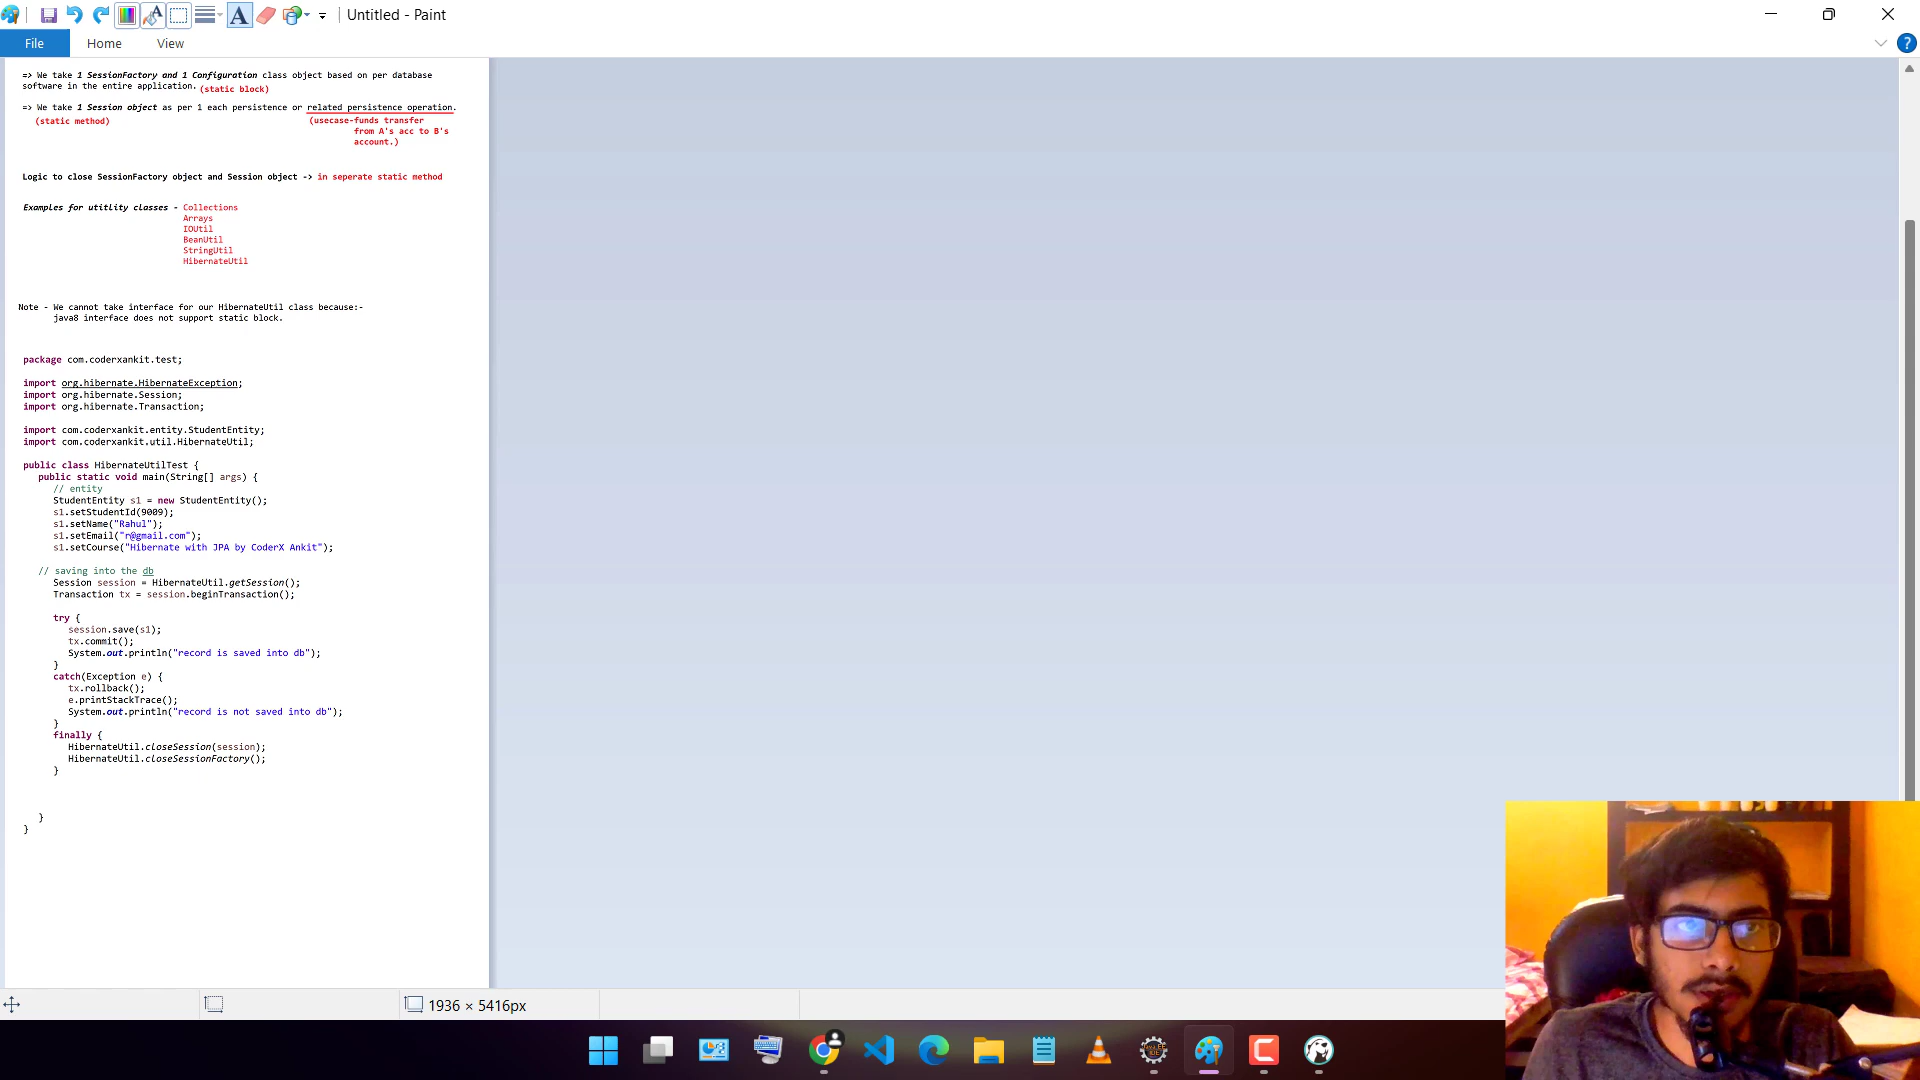 Untitled - Paint
File
Home
View
=> We take 1 SessionFactory and 1 Configuration class object based on per database
software in the entire application. (static block)
=> We take 1 Session object as per 1 each persistence or related persistence operation.
(static method)
(usecase-funds transfer
from A's acc to B's
account.)
Logic to close SessionFactory object and Session object -> in seperate static method
Examples for utitlity classes - Collections
Arrays
IOUtil
BeanUtil
StringUtil
HibernateUtil
Note - We cannot take interface for our HibernateUtil class because:-
java8 interface does not support static block.
package com.coderxankit.test;
import org.hibernate.HibernateException;
import org.hibernate.Session;
import org.hibernate.Transaction;
import com.coderxankit.entity.StudentEntity;
import com.coderxankit.util.HibernateUtil;
public class HibernateUtilTest {
public static void main(String[] args) {
// entity
StudentEntity s1 = new StudentEntity();
s1.setStudentId(9009);
s1.setName("Rahul");
s1.setEmail("r@gmail.com");
s1.setCourse("Hibernate with JPA by CoderX Ankit");
// saving into the db
Session session = HibernateUtil.getSession();
Transaction tx = session.beginTransaction();
try {
session.save(s1);
tx.commit();
System.out.println("record is saved into db");
}
catch(Exception e) {
tx.rollback();
e.printStackTrace();
System.out.println("record is not saved into db");
}
finally {
HibernateUtil.closeSession(session);
HibernateUtil.closeSessionFactory();
}
}
}
1936 × 5416px